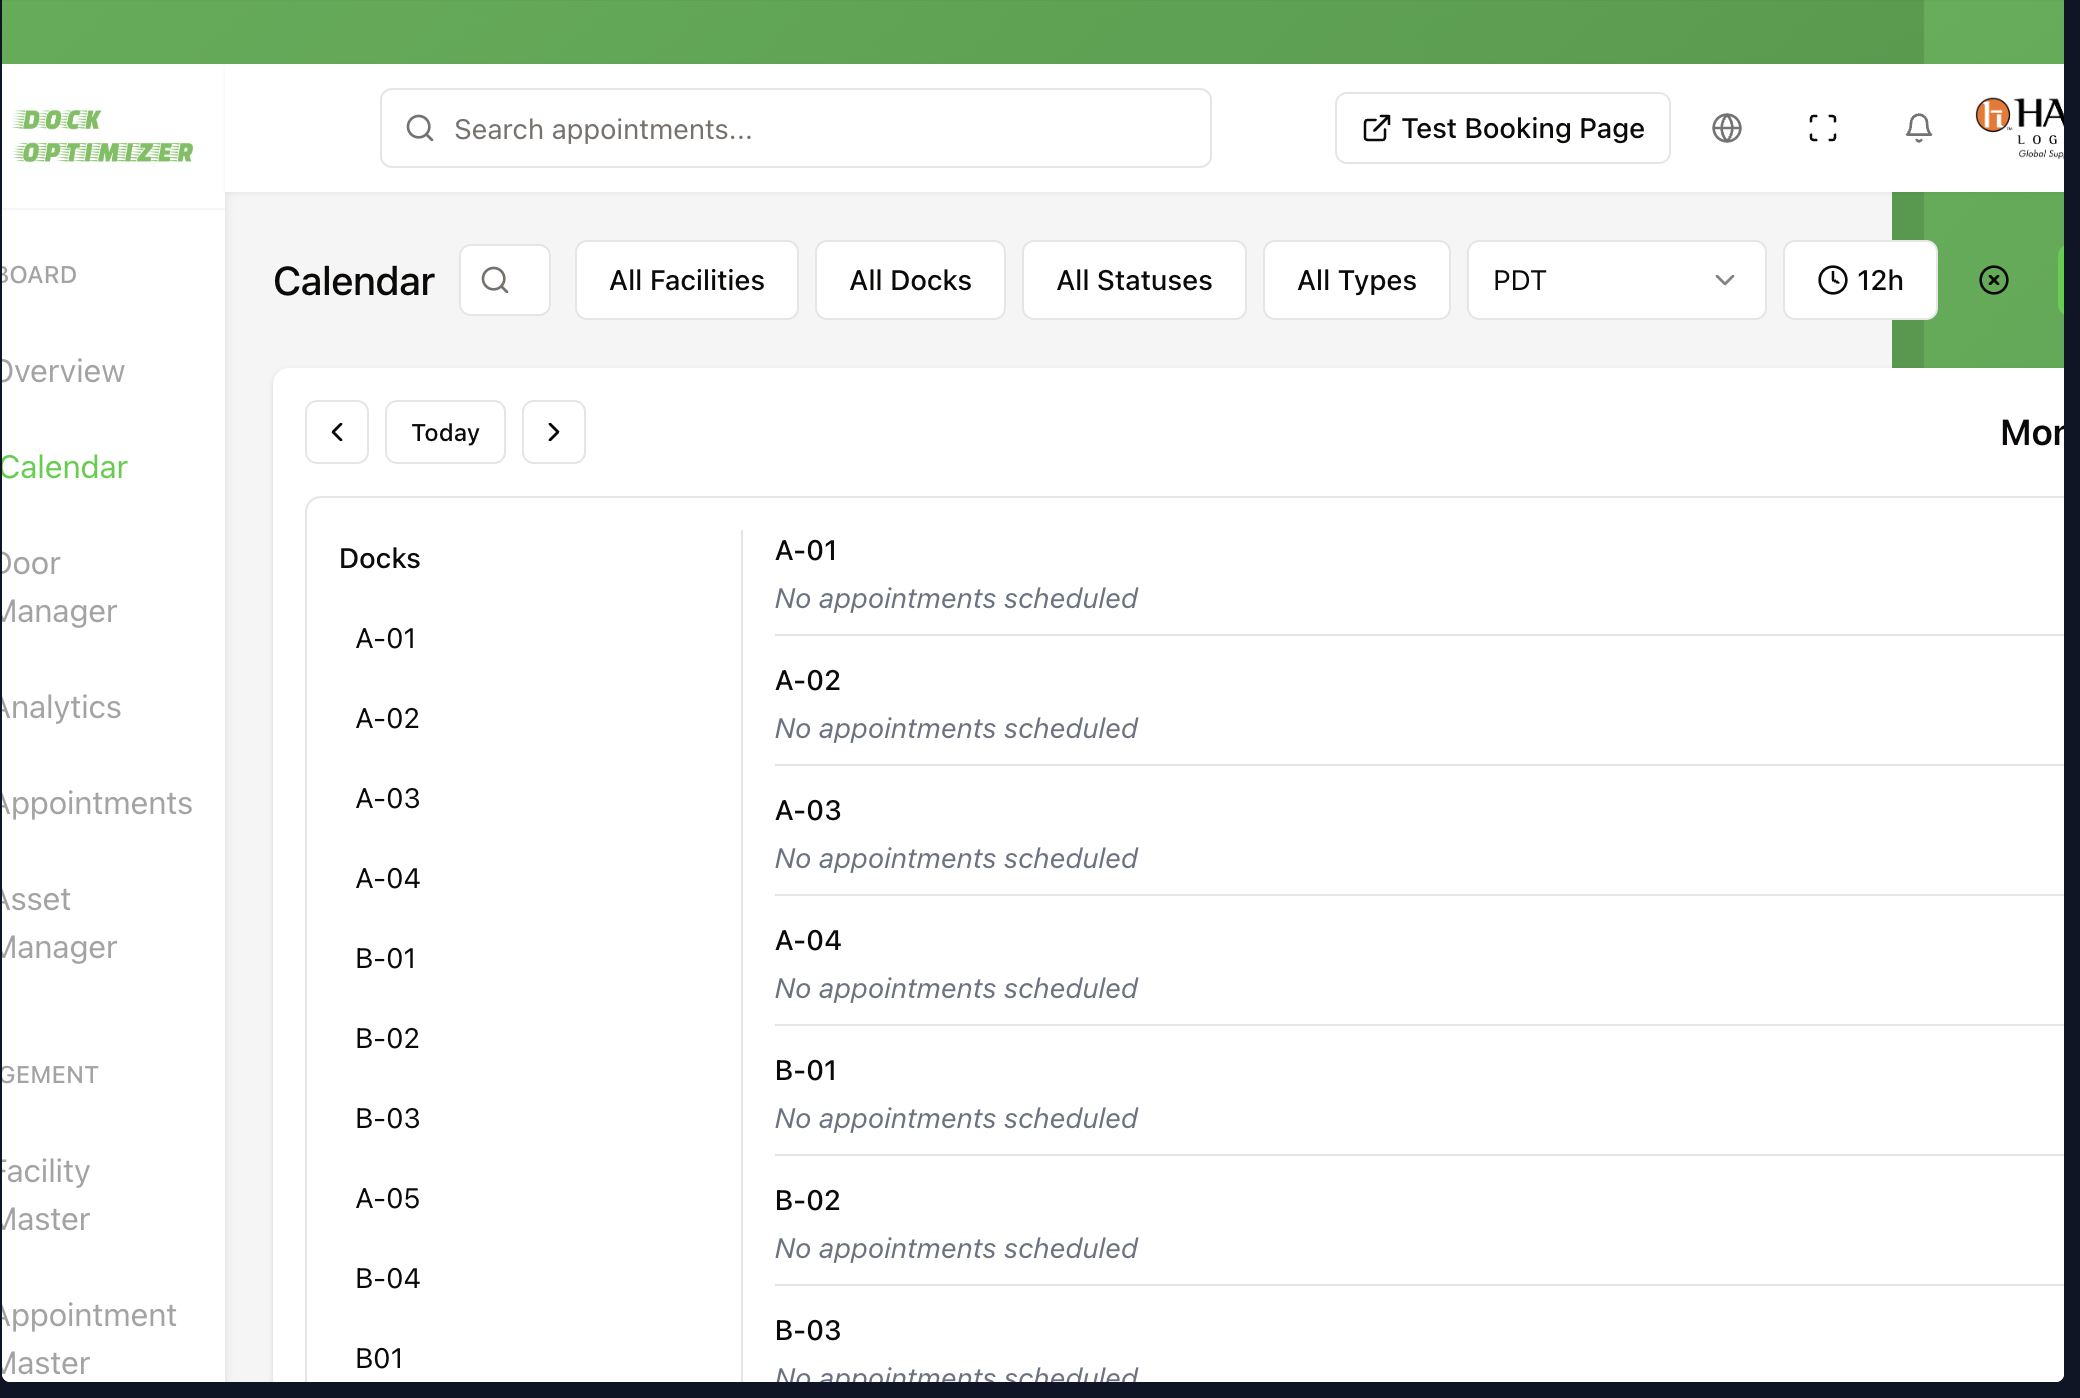 DOCK
OPTIMIZER
Search appointments...
Test Booking Page
HA
LOG
Global Sup
BOARD
Overview
Calendar
Door
Manager
Analytics
Appointments
Asset
Manager
GEMENT
Facility
Master
Appointment
Master
Calendar
All Facilities
All Docks
All Statuses
All Types
PDT
12h
Today
Mon
Docks
A-01
A-02
A-03
A-04
B-01
B-02
B-03
A-05
B-04
B01
A-01
No appointments scheduled
A-02
No appointments scheduled
A-03
No appointments scheduled
A-04
No appointments scheduled
B-01
No appointments scheduled
B-02
No appointments scheduled
B-03
No appointments scheduled